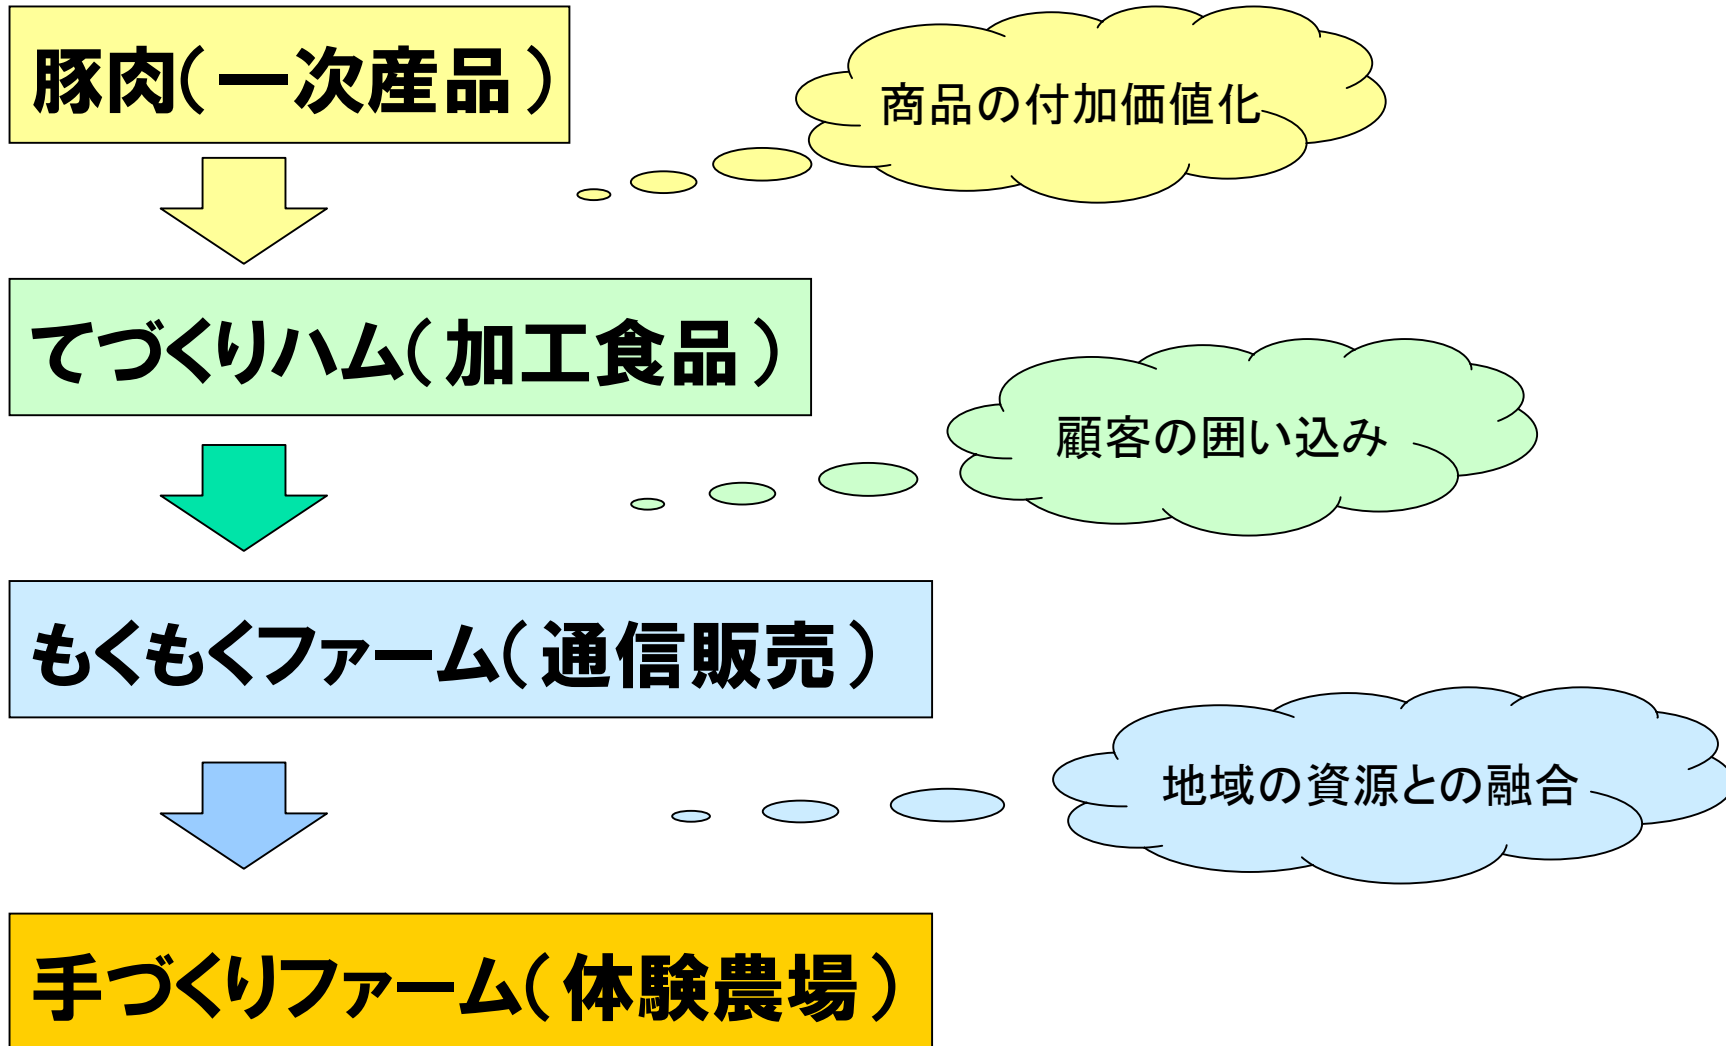 豚肉(一次産品)
商品の付加価値化
てづくりハム(加工食品)
顧客の囲い込み
もくもくファーム(通信販売)
地域の資源との融合
手づくりファーム(体験農場)